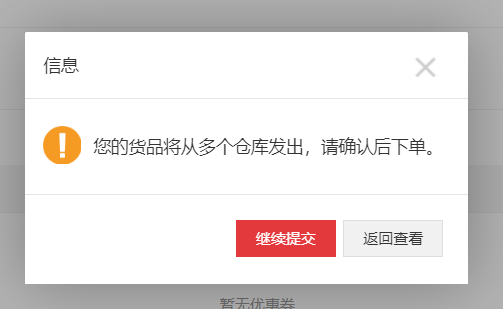 信息
您的货品将从多个仓库发出，请确认后下单。
继续提交
返回查看
暂无优惠券